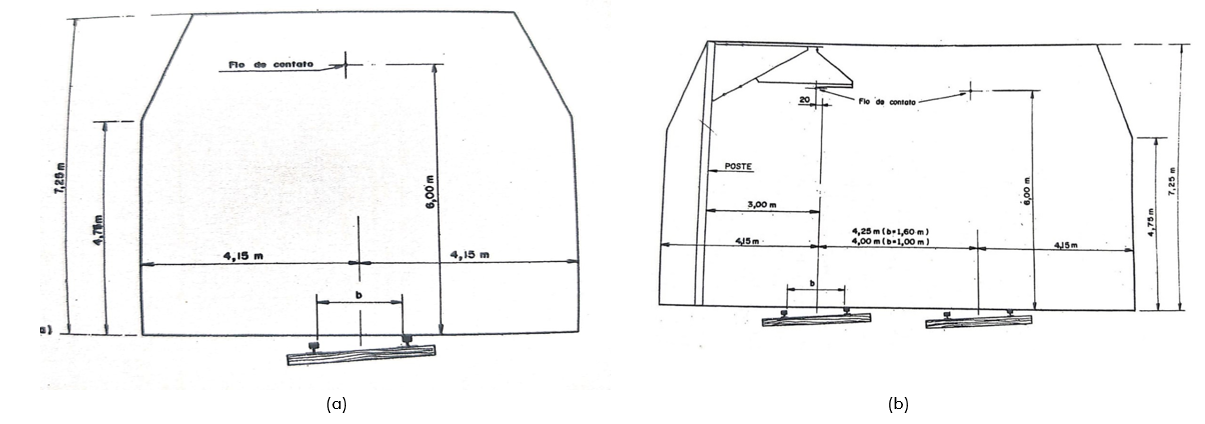 Fio de contato
7,25 m
4,75m
6,00 m
4,15 m
4,15 m
b
(a)
20
Fio de contato
POSTE
3,00 m
6,00 m
4,75m
7,25 m
4,25 m (b=1,60 m)
4,15m
4,00 m (b=1,00 m)
4,15m
b
(b)